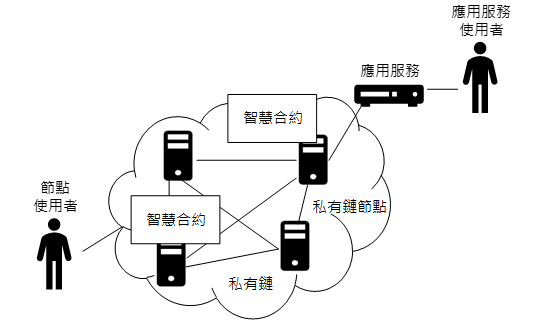 應用服務
使用者
應用服務
智慧合約
節點
使用者
智慧合約
私有鏈節點
私有鏈